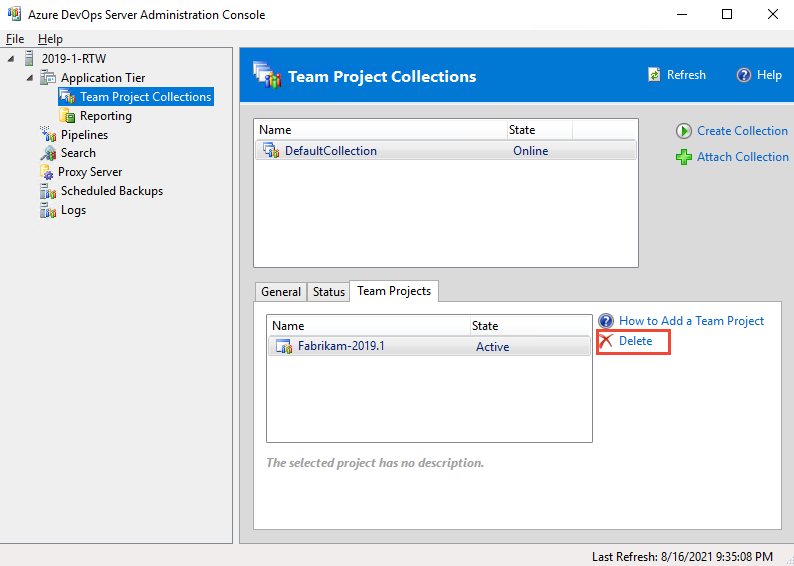 Azure DevOps Server Administration Console
File Help
2019-1-RTW
Application Tier
Team Project Collections
Reporting
Pipelines
Search
Proxy Server
Scheduled Backups
Logs
Team Project Collections
Refresh
Help
Name State
DefaultCollection Online
Create Collection
Attach Collection
General Status Team Projects
Name State
Fabrikam-2019.1 Active
How to Add a Team Project
Delete
The selected project has no description.
Last Refresh: 8/16/2021 9:35:08 PM